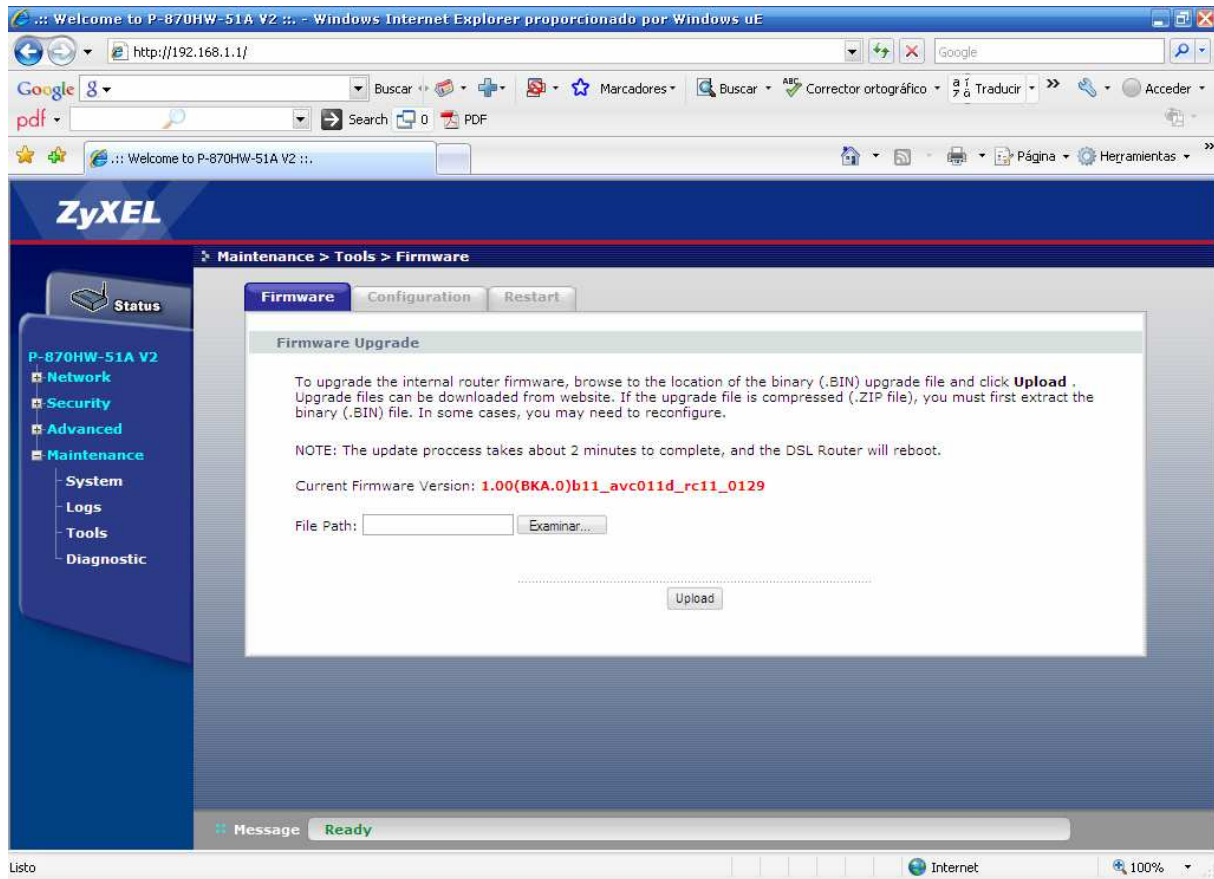 .:: Welcome to P-870HW-51A V2 ::. - Windows Internet Explorer proporcionado por Windows uE
http://192.168.1.1/
Google
Google
Buscar
Marcadores
Buscar
ABC Corrector ortográfico
Traducir
»
Acceder
pdf
Search
0
PDF
.:: Welcome to P-870HW-51A V2 ::.
Página
Herramientas
»
ZyXEL
Maintenance > Tools > Firmware
Status
Firmware
Configuration
Restart
P-870HW-51A V2
Network
Security
Advanced
Maintenance
System
Logs
Tools
Diagnostic
Firmware Upgrade
To upgrade the internal router firmware, browse to the location of the binary (.BIN) upgrade file and click Upload .
Upgrade files can be downloaded from website. If the upgrade file is compressed (.ZIP file), you must first extract the
binary (.BIN) file. In some cases, you may need to reconfigure.
NOTE: The update proccess takes about 2 minutes to complete, and the DSL Router will reboot.
Current Firmware Version: 1.00(BKA.0)b11_avc011d_rc11_0129
File Path:
Examinar...
Upload
Message
Ready
Listo
Internet
100%